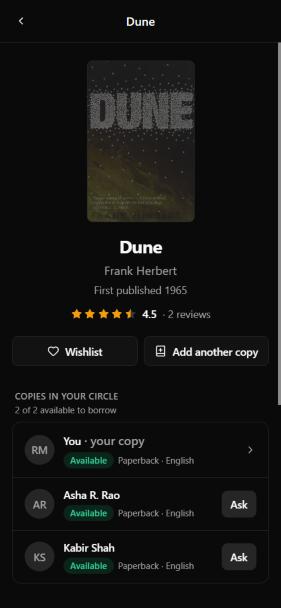 Dune
DUNE
Dune
Frank Herbert
First published 1965
4.5 · 2 reviews
Wishlist
Add another copy
COPIES IN YOUR CIRCLE
2 of 2 available to borrow
RM
You · your copy
Available Paperback · English
AR
Asha R. Rao
Available Paperback · English
Ask
KS
Kabir Shah
Available Paperback · English
Ask